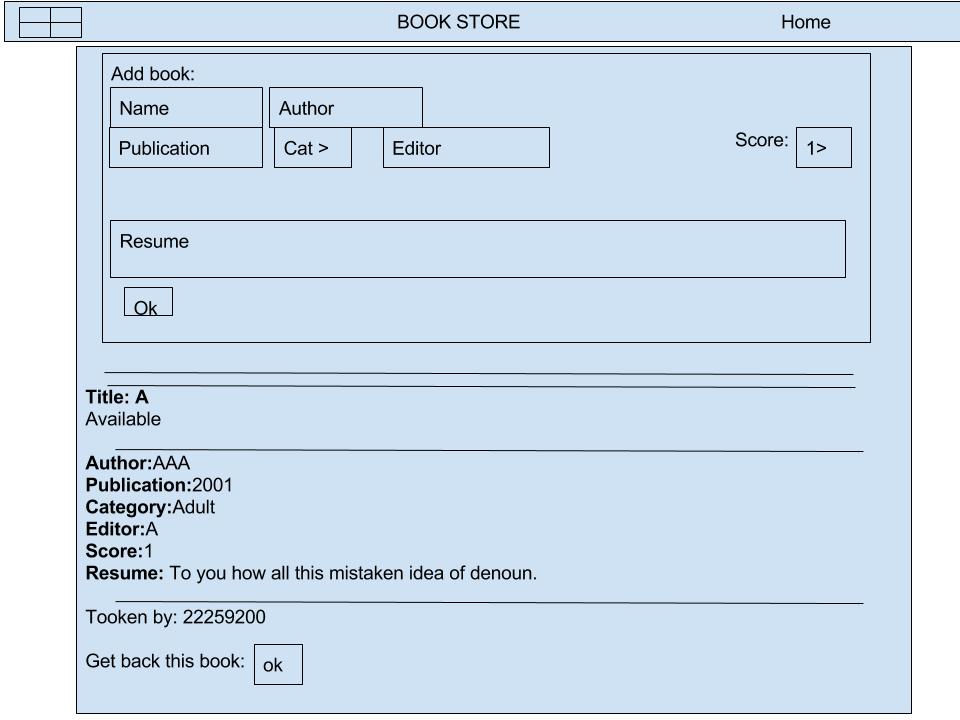 BOOK STORE Home
Add book:
Name Author
Publication Cat > Editor Score: 1>
Resume
Ok
Title: A
Available
Author:AAA
Publication:2001
Category:Adult
Editor:A
Score:1
Resume: To you how all this mistaken idea of denoun.
Tooken by: 22259200
Get back this book: ok